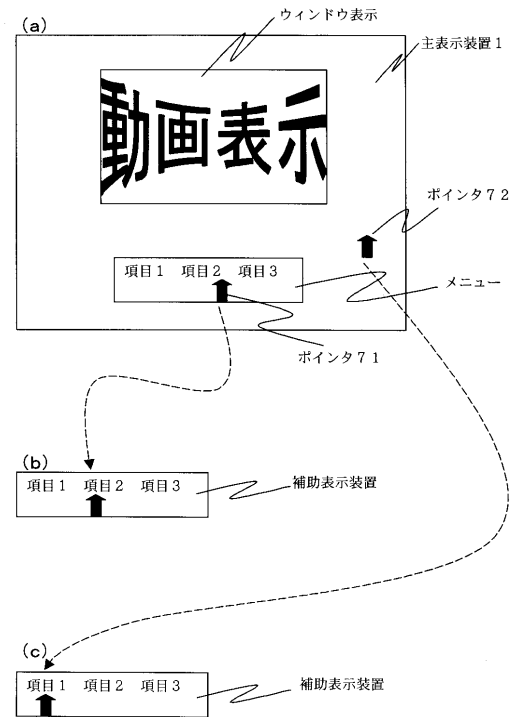 (a)
ウィンドウ表示
主表示装置1
動画表示
ポインタ72
項目1 項目2 項目3
メニュー
ポインタ71
(b)
項目1 項目2 項目3
補助表示装置
(c)
項目1 項目2 項目3
補助表示装置